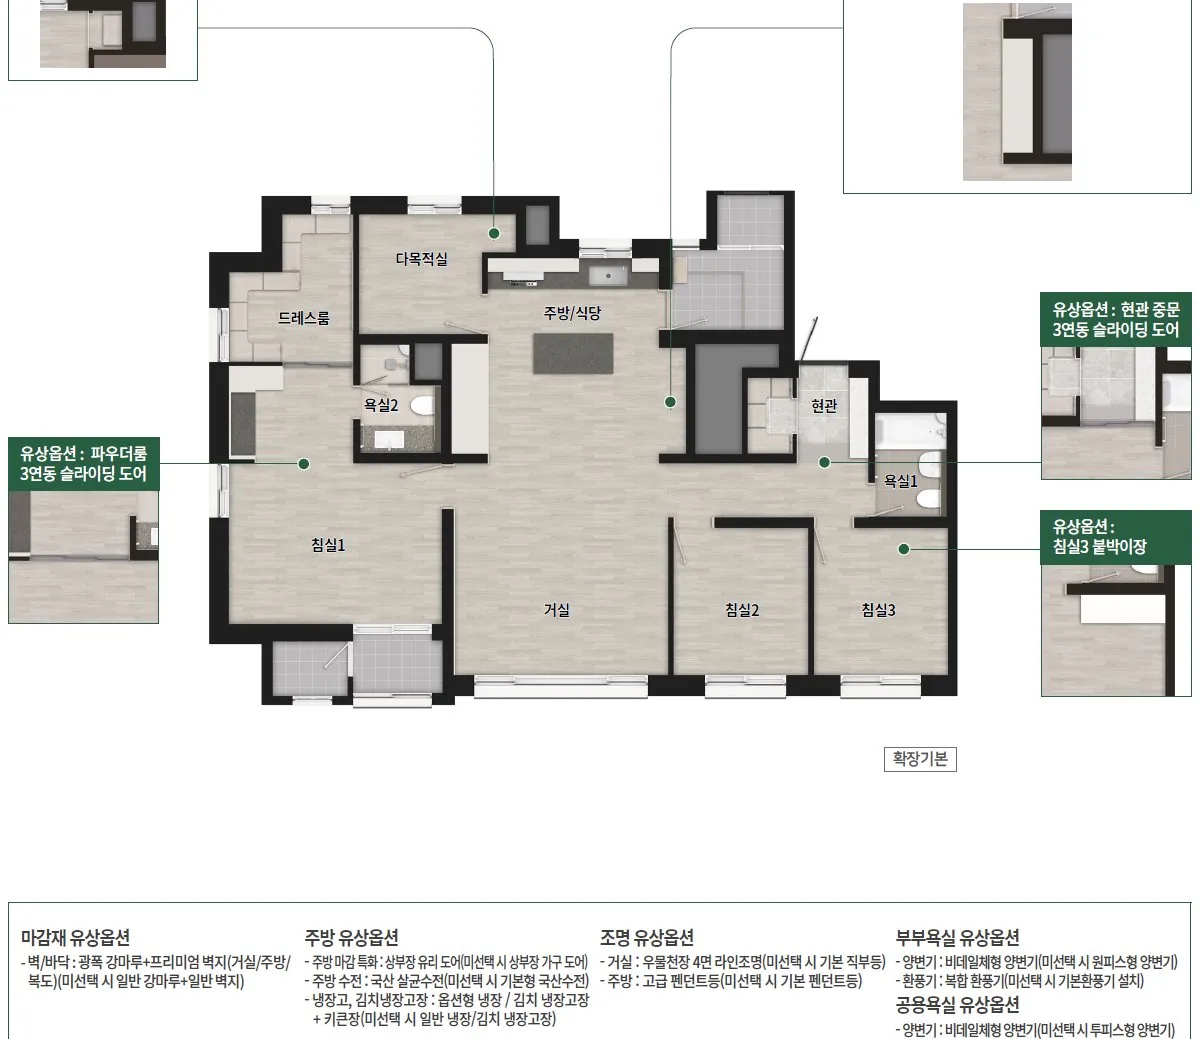 다목적실
주방/식당
드레스룸
욕실2
현관
욕실1
침실1
거실
침실2
침실3
유상옵션 : 현관 중문
3연동 슬라이딩 도어
유상옵션 : 파우더룸
3연동 슬라이딩 도어
유상옵션 :
침실3 붙박이장
확장기본
마감재 유상옵션
- 벽/바닥 : 광폭 강마루+프리미엄 벽지(거실/주방/
복도)(미선택 시 일반 강마루+일반 벽지)
주방 유상옵션
- 주방 마감 특화 : 상부장 유리 도어(미선택 시 상부장 가구 도어)
- 주방 수전 : 국산 살균수전(미선택 시 기본형 국산수전)
- 냉장고, 김치냉장고장 : 옵션형 냉장 / 김치 냉장고장
+ 키큰장(미선택 시 일반 냉장/김치 냉장고장)
조명 유상옵션
- 거실 : 우물천장 4면 라인조명(미선택 시 기본 직부등)
- 주방 : 고급 펜던트등(미선택 시 기본 펜던트등)
부부욕실 유상옵션
- 양변기 : 비데일체형 양변기(미선택 시 원피스형 양변기)
- 환풍기 : 복합 환풍기(미선택 시 기본환풍기 설치)
공용욕실 유상옵션
- 양변기 : 비데일체형 양변기(미선택 시 투피스형 양변기)